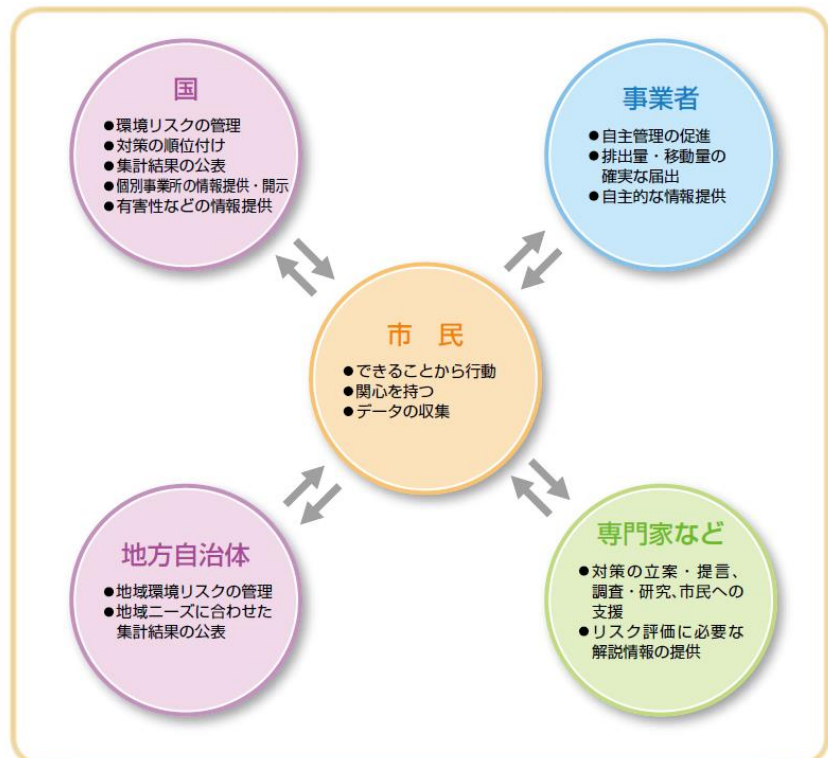 国
●環境リスクの管理
●対策の順位付け
●集計結果の公表
●個別事業所の情報提供・開示
●有害性などの情報提供
事業者
●自主管理の促進
●排出量・移動量の
確実な届出
●自主的な情報提供
市　民
●できることから行動
●関心を持つ
●データの収集
地方自治体
●地域環境リスクの管理
●地域ニーズに合わせた
集計結果の公表
専門家など
●対策の立案・提言、
調査・研究、市民への
支援
●リスク評価に必要な
解説情報の提供